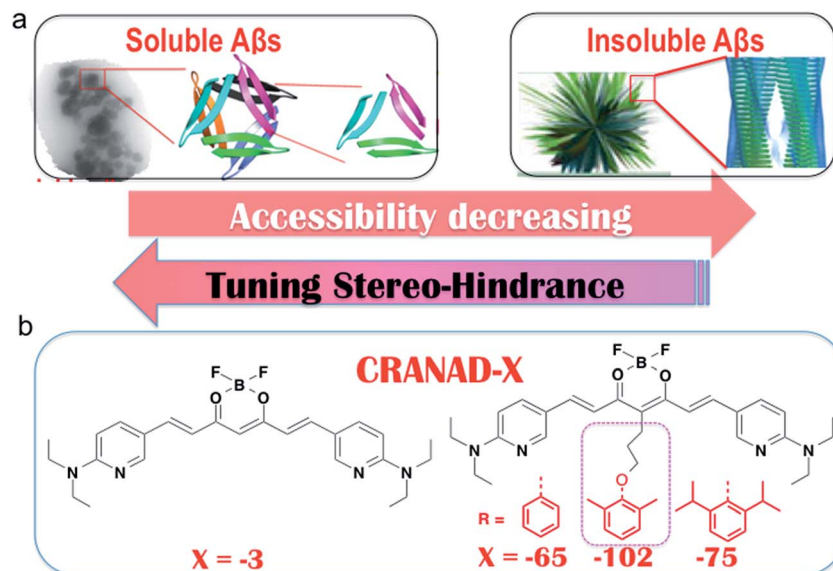 a
Soluble Aβs
Insoluble Aβs
Accessibility decreasing
Tuning Stereo-Hindrance
b
CRANAD-X
F F
B
O O
N N
N N
X = -3
F F
B
O O
N N
N N
O
R =
X = -65 -102 -75